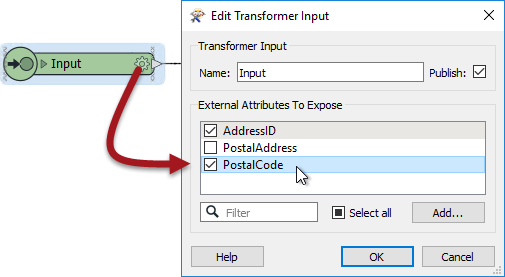 Input
Edit Transformer Input
Transformer Input
Name: Input Publish:
External Attributes To Expose
AddressID
PostalAddress
PostalCode
Filter Select all Add...
Help OK Cancel